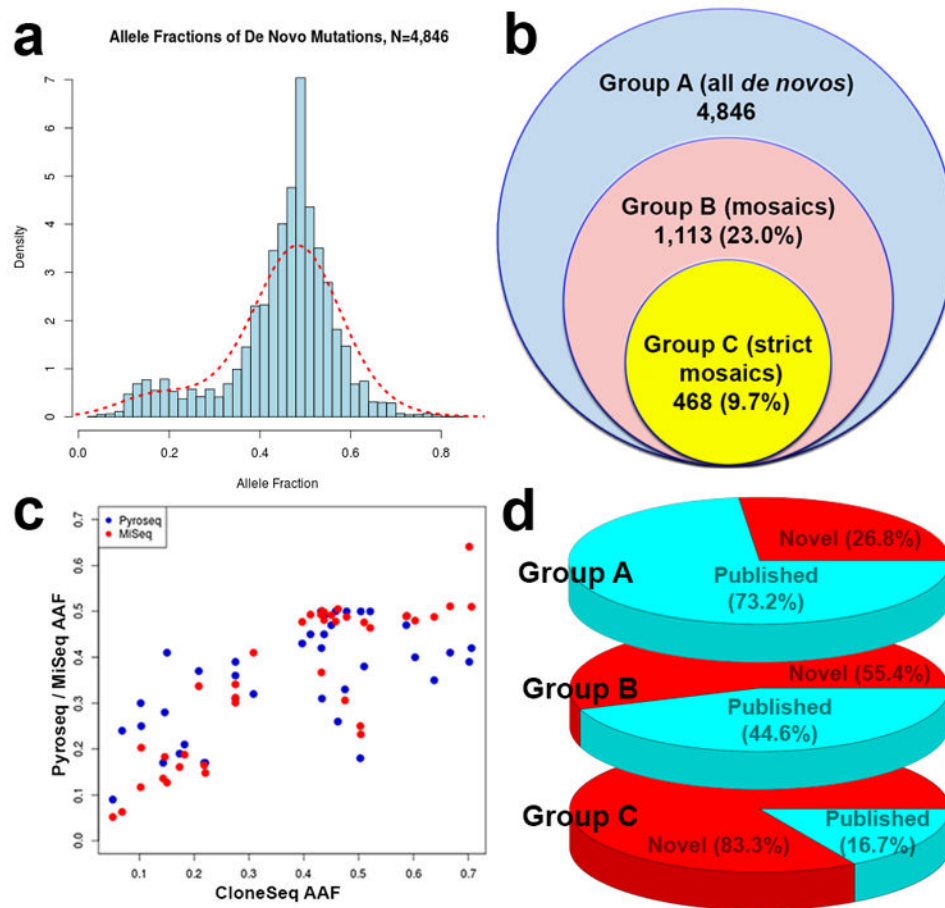 a
Allele Fractions of De Novo Mutations, N=4,846
Density
0
1
2
3
4
5
6
7
0.0 0.2 0.4 0.6 0.8
Allele Fraction
b
Group A (all de novos)
4,846
Group B (mosaics)
1,113 (23.0%)
Group C (strict
mosaics)
468 (9.7%)
c
Pyroseq
MiSeq
Pyroseq / MiSeq AAF
0.0
0.1
0.2
0.3
0.4
0.5
0.6
0.7
0.1 0.2 0.3 0.4 0.5 0.6 0.7
CloneSeq AAF
d
Novel (26.8%)
Group A
Published
(73.2%)
Novel (55.4%)
Group B
Published
(44.6%)
Group C
Published
(16.7%)
Novel (83.3%)